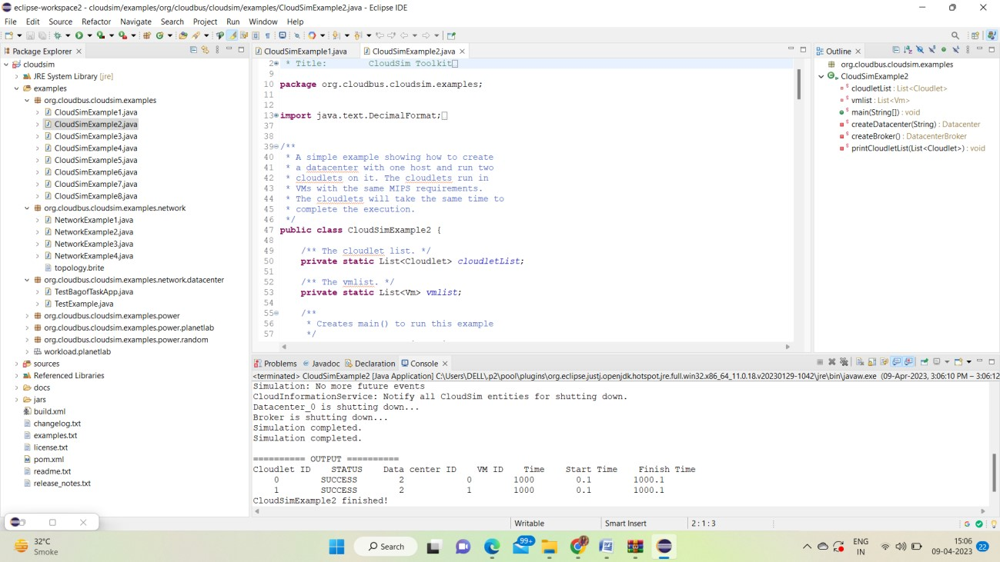 eclipse-workspace2 - cloudsim/examples/org/cloudbus/cloudsim/examples/CloudSimExample2.java - Eclipse IDE
File Edit Source Refactor Navigate Search Project Run Window Help
Package Explorer
cloudsim
JRE System Library [jre]
examples
org.cloudbus.cloudsim.examples
CloudSimExample1.java
CloudSimExample2.java
CloudSimExample3.java
CloudSimExample4.java
CloudSimExample5.java
CloudSimExample6.java
CloudSimExample7.java
CloudSimExample8.java
org.cloudbus.cloudsim.examples.network
NetworkExample1.java
NetworkExample2.java
NetworkExample3.java
NetworkExample4.java
topology.brite
org.cloudbus.cloudsim.examples.network.datacenter
TestBagofTaskApp.java
TestExample.java
org.cloudbus.cloudsim.examples.power
org.cloudbus.cloudsim.examples.power.planetlab
org.cloudbus.cloudsim.examples.power.random
workload.planetlab
sources
Referenced Libraries
docs
jars
build.xml
changelog.txt
examples.txt
license.txt
pom.xml
readme.txt
release_notes.txt
CloudSimExample1.java CloudSimExample2.java
2 * Title: CloudSim Toolkit
9
10 package org.cloudbus.cloudsim.examples;
11
12
13 import java.text.DecimalFormat;
37
38
39 /**
40 * A simple example showing how to create
41 * a datacenter with one host and run two
42 * cloudlets on it. The cloudlets run in
43 * VMs with the same MIPS requirements.
44 * The cloudlets will take the same time to
45 * complete the execution.
46 */
47 public class CloudSimExample2 {
48
49 /** The cloudlet list. */
50 private static List<Cloudlet> cloudletList;
51
52 /** The vmlist. */
53 private static List<Vm> vmlist;
54
55 /**
56 * Creates main() to run this example
57 */
Outline
org.cloudbus.cloudsim.examples
CloudSimExample2
cloudletList : List<Cloudlet>
vmlist : List<Vm>
main(String[]) : void
createDatacenter(String) : Datacenter
createBroker() : DatacenterBroker
printCloudletList(List<Cloudlet>) : void
Problems Javadoc Declaration Console
<terminated> CloudSimExample2 [Java Application] C:\Users\DELL\.p2\pool\plugins\org.eclipse.justj.openjdk.hotspot.jre.full.win32.x86_64_11.0.18.v20230129-1042\jre\bin\javaw.exe (09-Apr-2023, 3:06:10 PM – 3:06:12
Simulation: No more future events
CloudInformationService: Notify all CloudSim entities for shutting down.
Datacenter_0 is shutting down...
Broker is shutting down...
Simulation completed.
Simulation completed.
========== OUTPUT ==========
Cloudlet ID STATUS Data center ID VM ID Time Start Time Finish Time
0 SUCCESS 2 0 1000 0.1 1000.1
1 SUCCESS 2 1 1000 0.1 1000.1
CloudSimExample2 finished!
Writable Smart Insert 2 : 1 : 3
32°C
Smoke
Search
99+
ENG
IN
15:06
09-04-2023
22